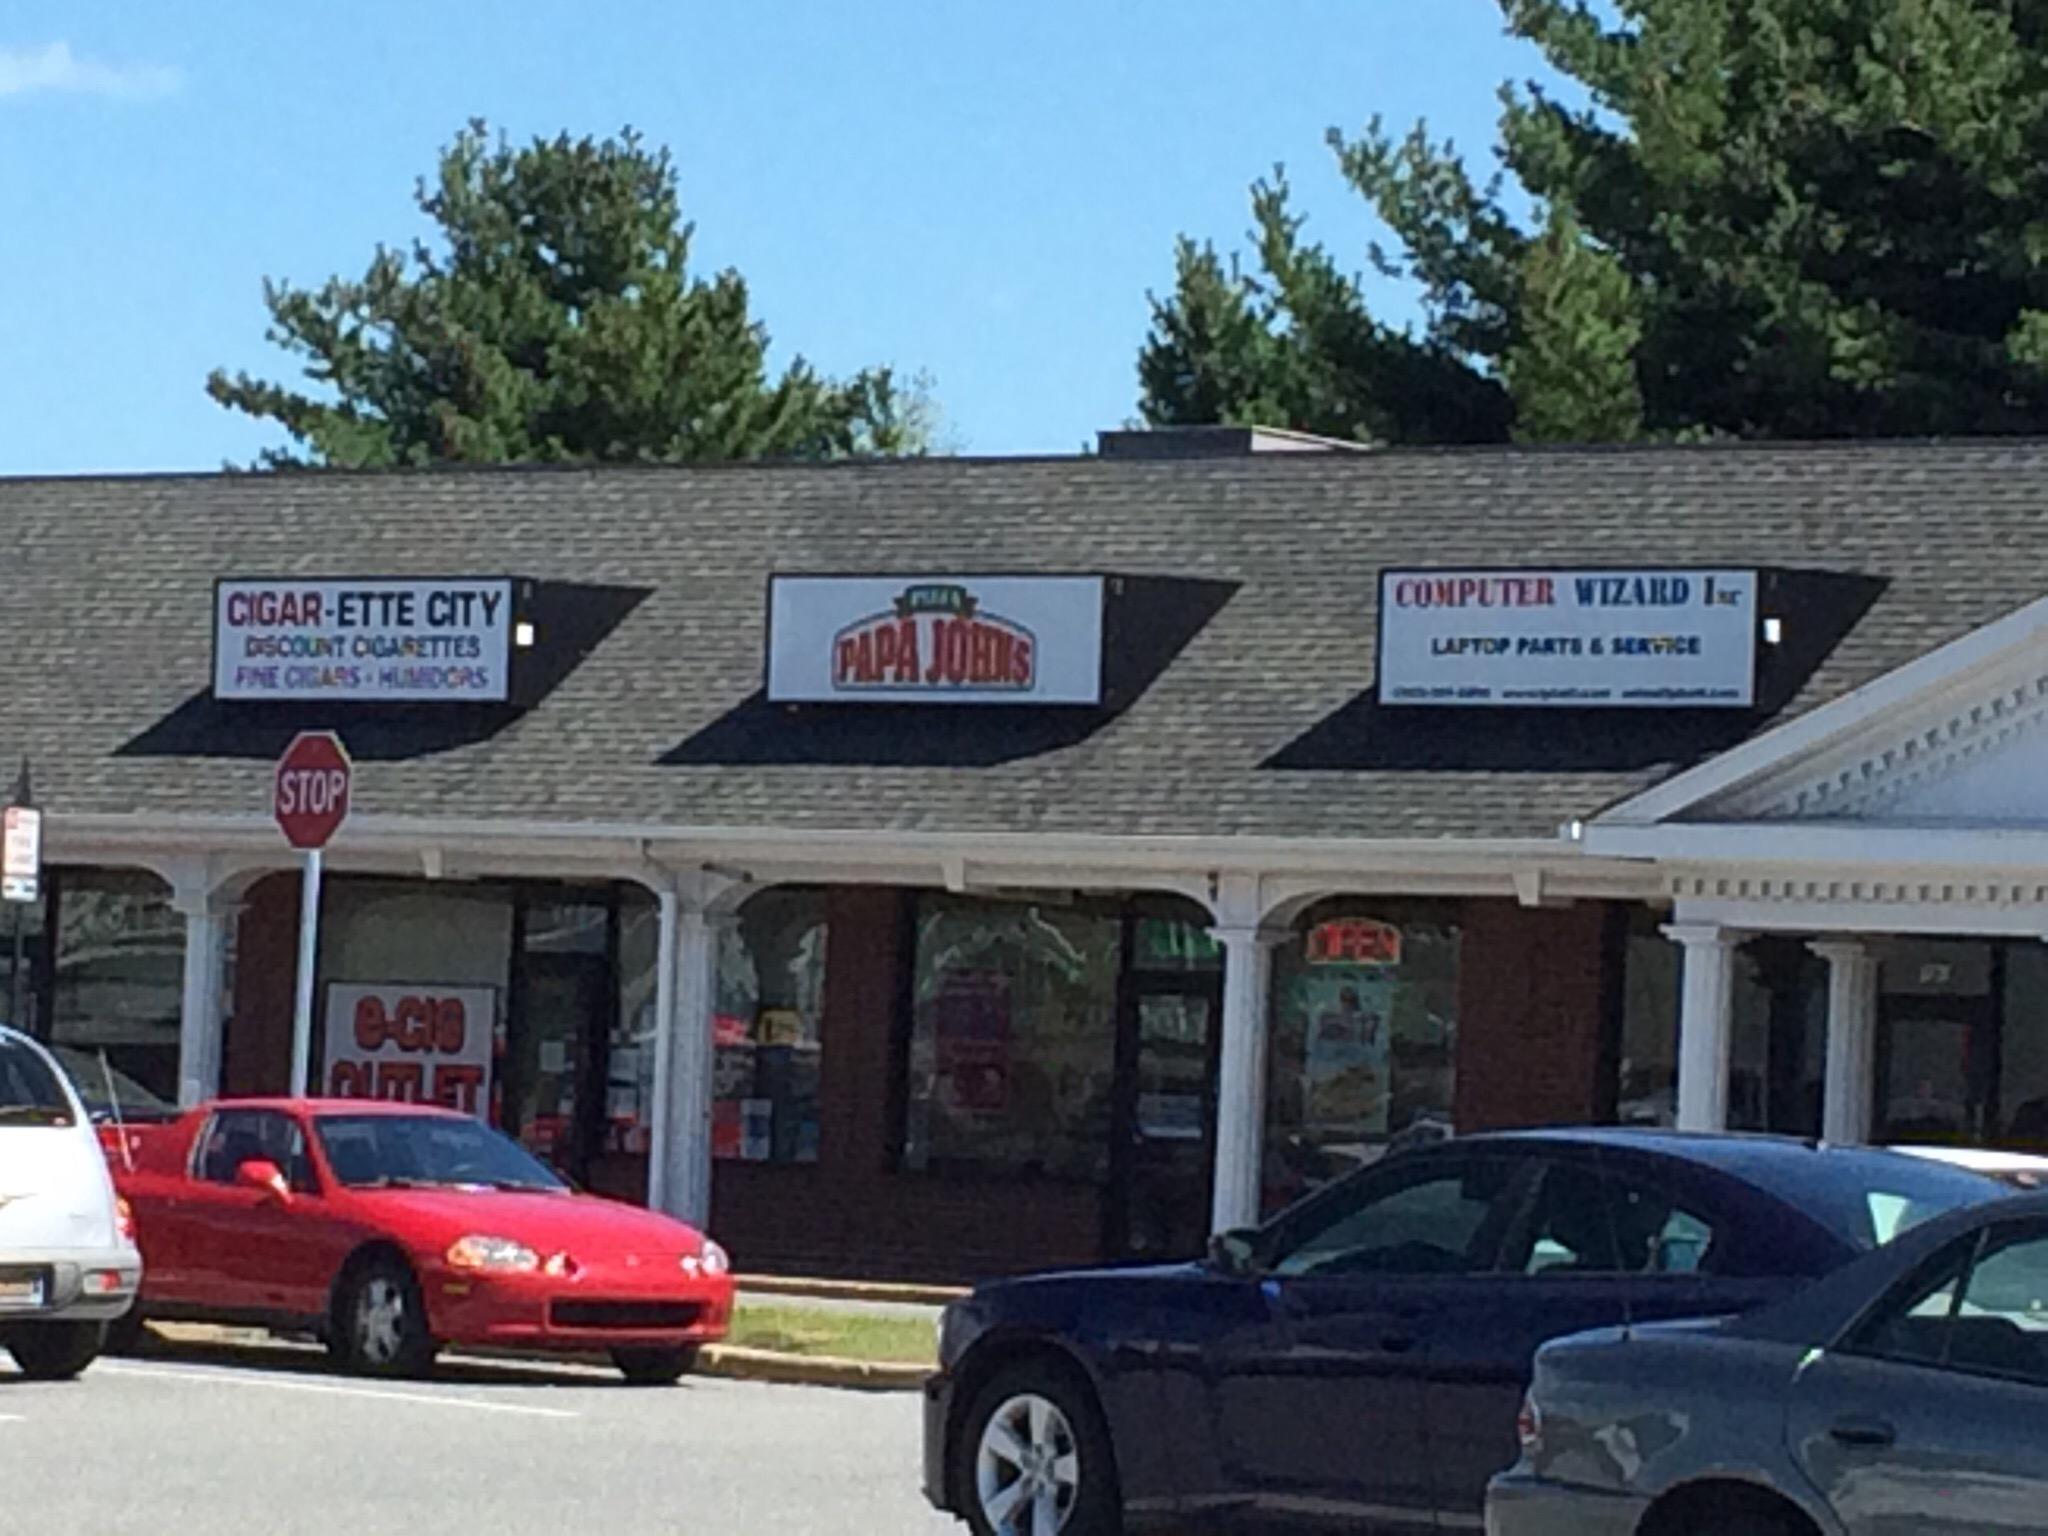 CIGAR-ETTE CITY
DISCOUNT CIGARETTES
FINE CIGARS - HUMIDORS
PIZZA
PAPA JOHNS
COMPUTER WIZARD INC
LAPTOP PARTS & SERVICE
STOP
OPEN
e-CIG
OUTLET